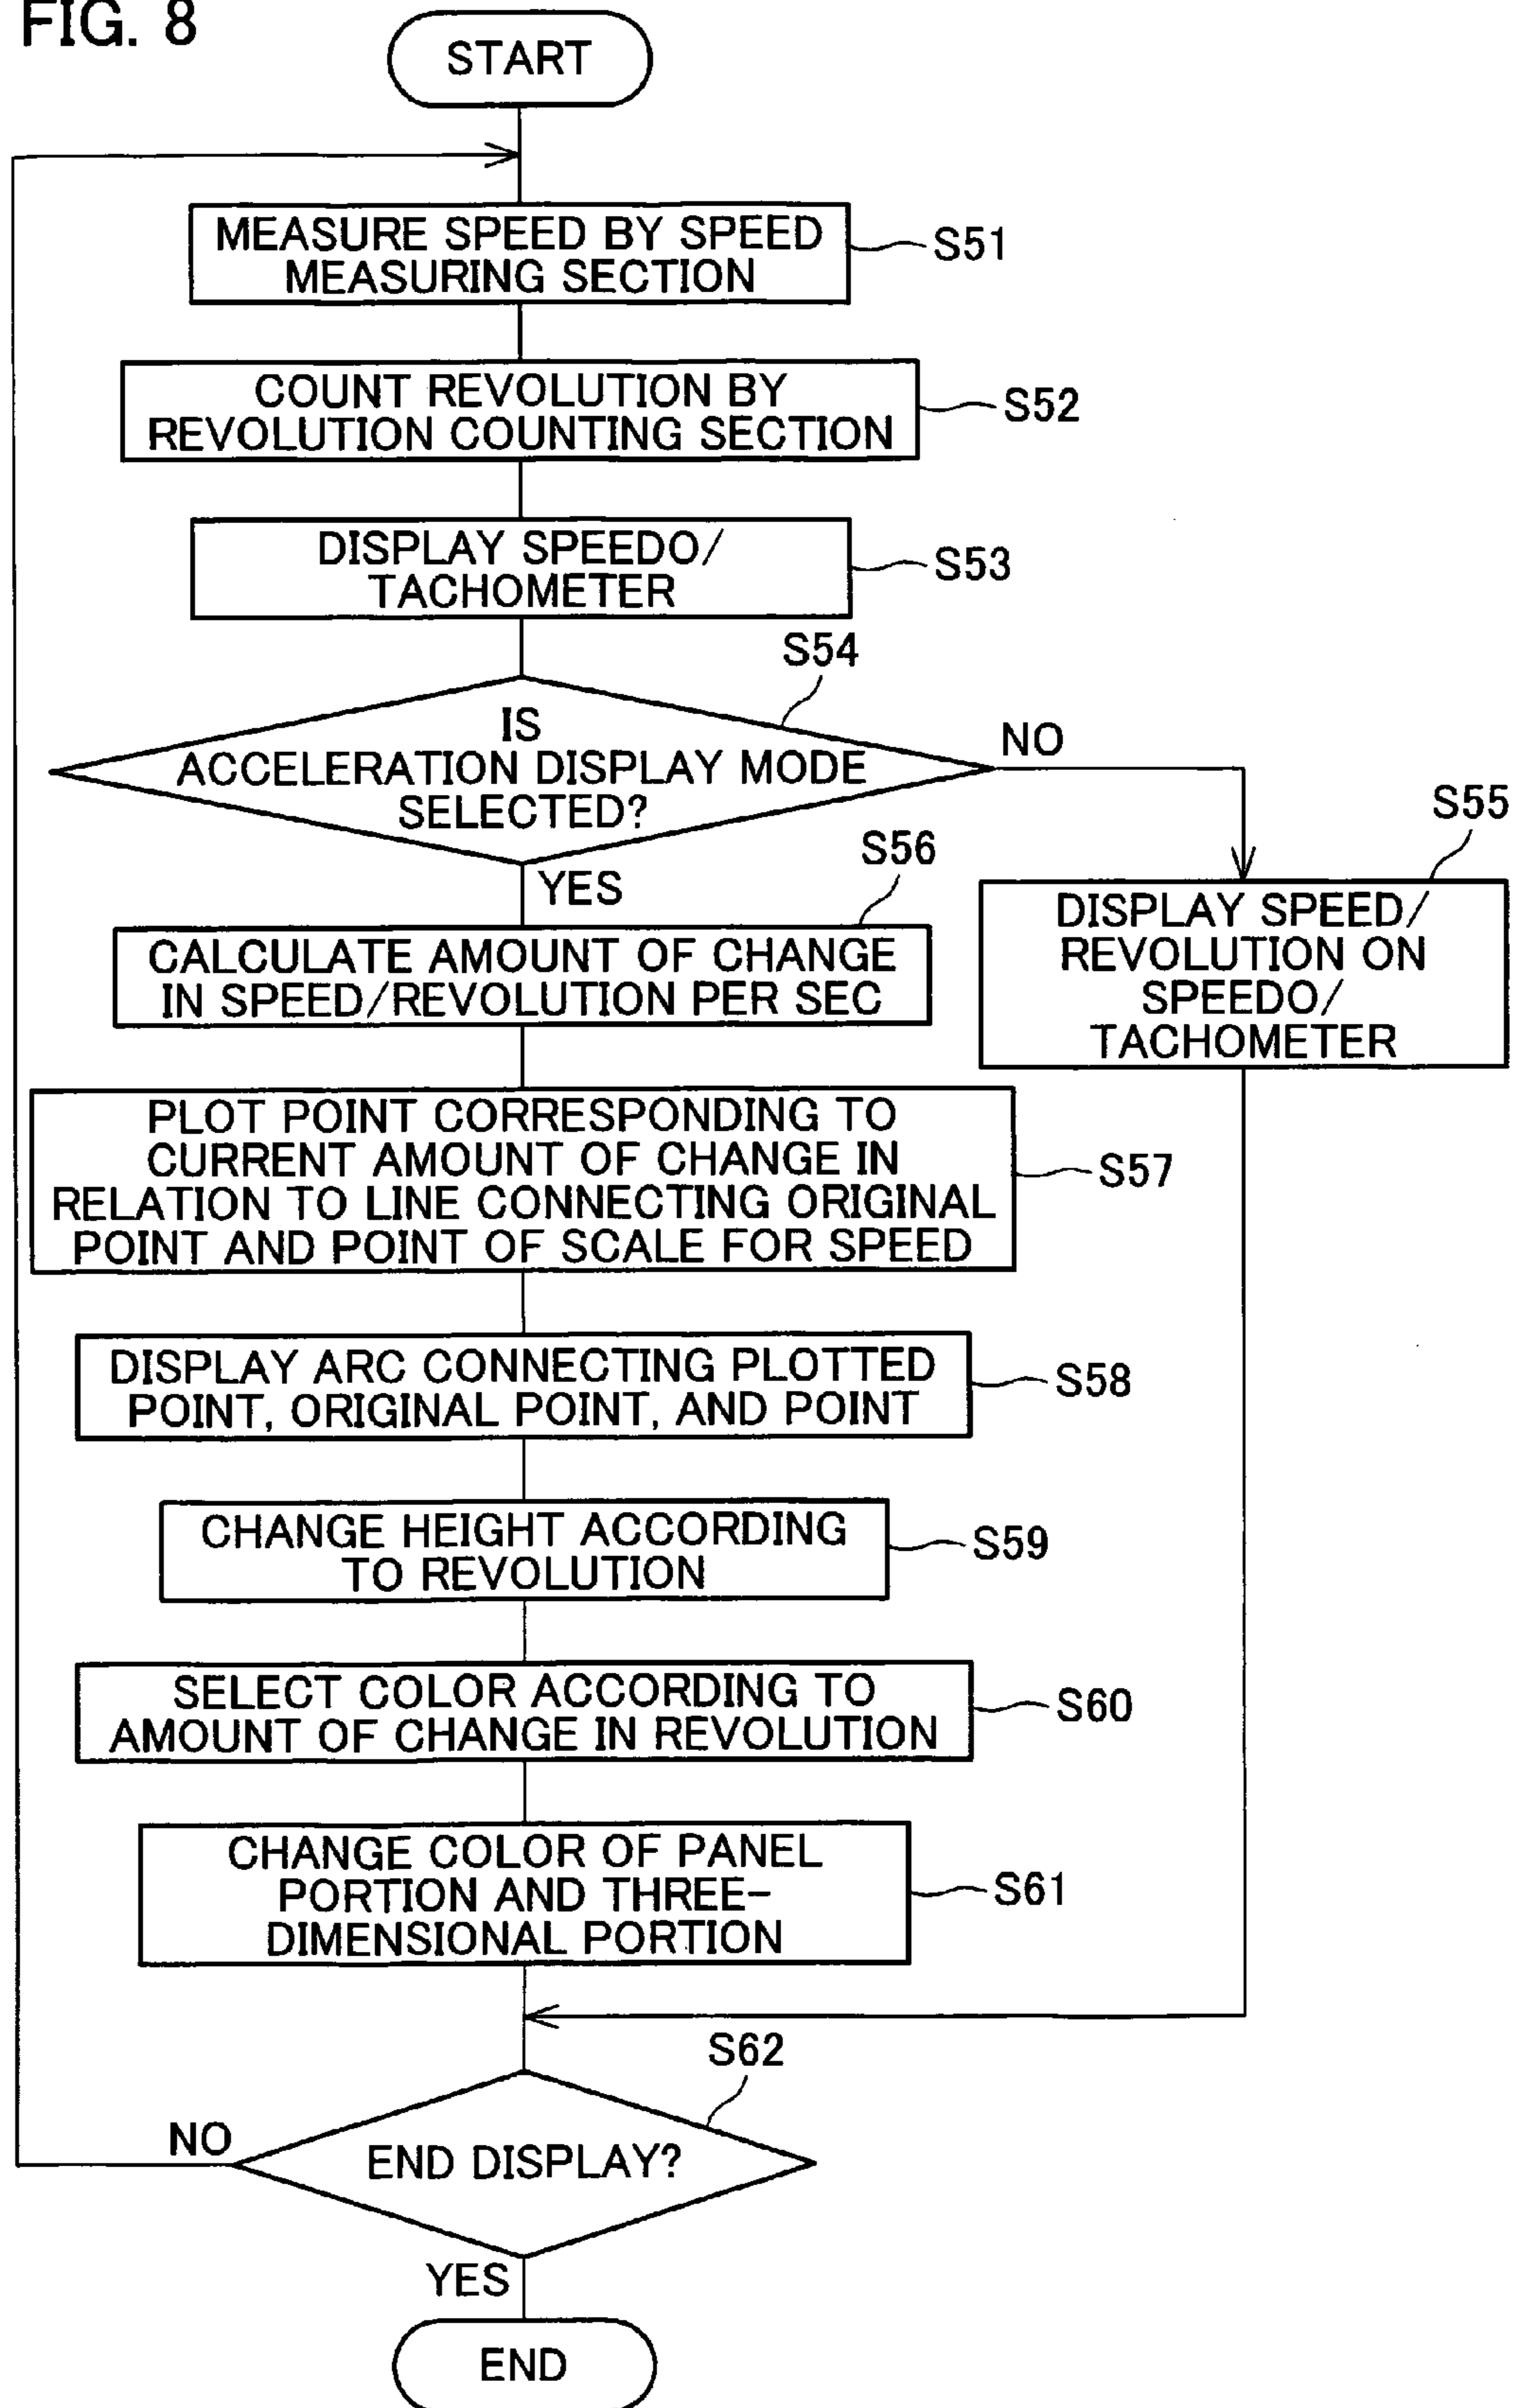 FIG. 8
START
MEASURE SPEED BY SPEED
MEASURING SECTION
S51
COUNT REVOLUTION BY
REVOLUTION COUNTING SECTION
S52
DISPLAY SPEEDO/
TACHOMETER
S53
S54
IS
ACCELERATION DISPLAY MODE
SELECTED?
NO
YES
S55
DISPLAY SPEED/
REVOLUTION ON
SPEEDO/
TACHOMETER
S56
CALCULATE AMOUNT OF CHANGE
IN SPEED/REVOLUTION PER SEC
PLOT POINT CORRESPONDING TO
CURRENT AMOUNT OF CHANGE IN
RELATION TO LINE CONNECTING ORIGINAL
POINT AND POINT OF SCALE FOR SPEED
S57
DISPLAY ARC CONNECTING PLOTTED
POINT, ORIGINAL POINT, AND POINT
S58
CHANGE HEIGHT ACCORDING
TO REVOLUTION
S59
SELECT COLOR ACCORDING TO
AMOUNT OF CHANGE IN REVOLUTION
S60
CHANGE COLOR OF PANEL
PORTION AND THREE-
DIMENSIONAL PORTION
S61
S62
END DISPLAY?
NO
YES
END